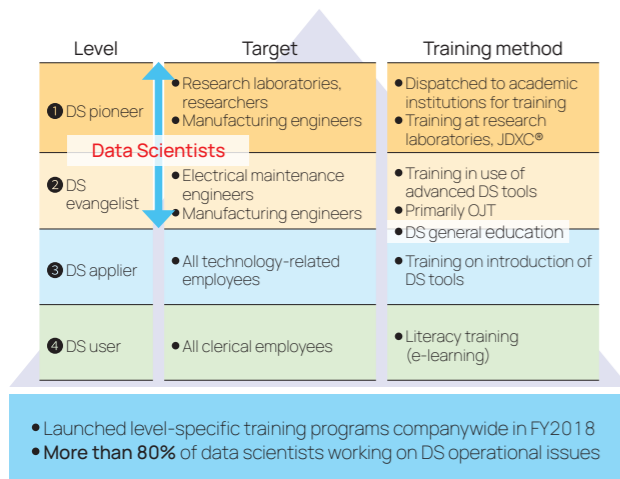 Level
Target
Training method
❶ DS pioneer
● Research laboratories,
researchers
● Manufacturing engineers
● Dispatched to academic
institutions for training
● Training at research
laboratories, JDXC®
Data Scientists
❷ DS
evangelist
● Electrical maintenance
engineers
● Manufacturing engineers
● Training in use of
advanced DS tools
● Primarily OJT
● DS general education
❸ DS applier
● All technology-related
employees
● Training on introduction of
DS tools
❹ DS user
● All clerical employees
● Literacy training
(e-learning)
● Launched level-specific training programs companywide in FY2018
● More than 80% of data scientists working on DS operational issues